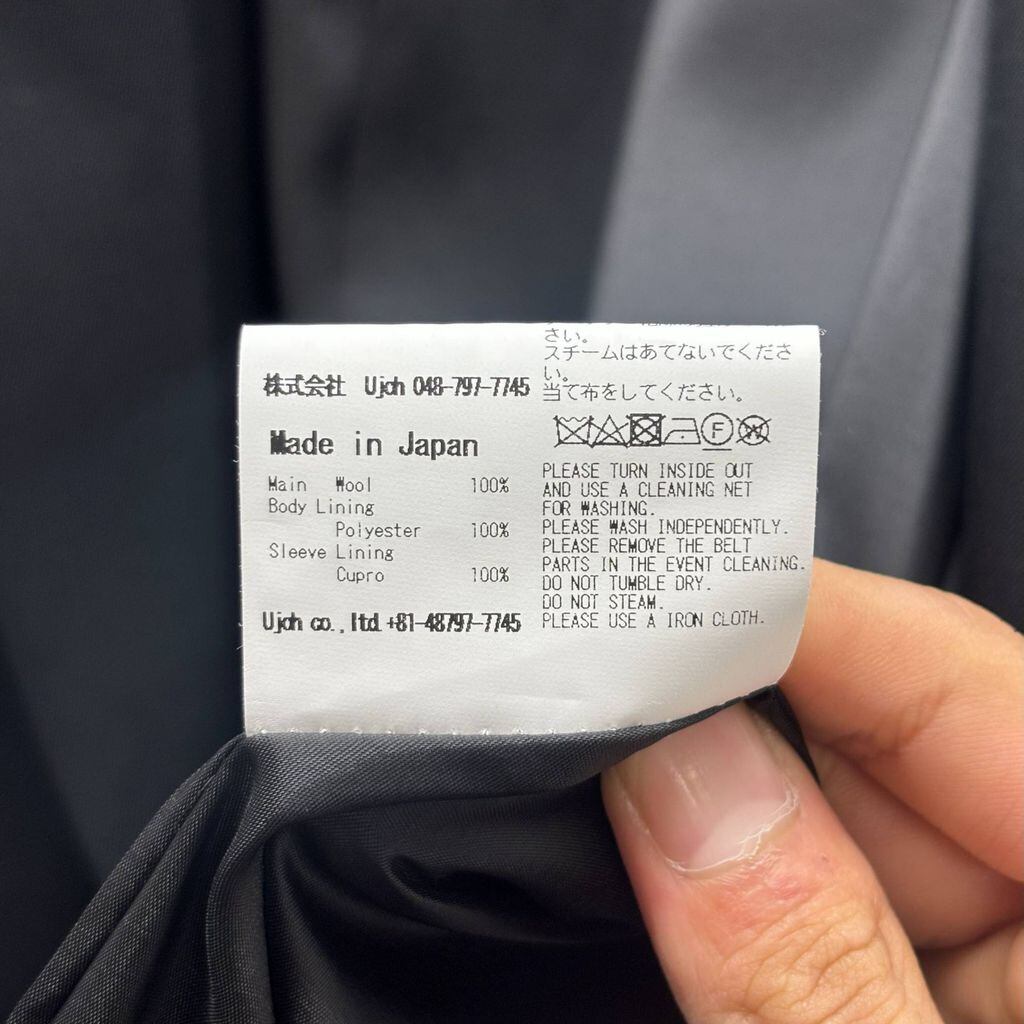 株式会社 Ujoh 048-797-7745
Made in Japan
Main Wool 100%
Body Lining
Polyester 100%
Sleeve Lining
Cupro 100%
Ujoh co.,ltd +81-48797-7745
さい。
スチームはあてないでくださ
い。
当て布をしてください。
F W
PLEASE TURN INSIDE OUT
AND USE A CLEANING NET
FOR WASHING.
PLEASE WASH INDEPENDENTLY.
PLEASE REMOVE THE BELT
PARTS IN THE EVENT CLEANING.
DO NOT TUMBLE DRY.
DO NOT STEAM.
PLEASE USE A IRON CLOTH.